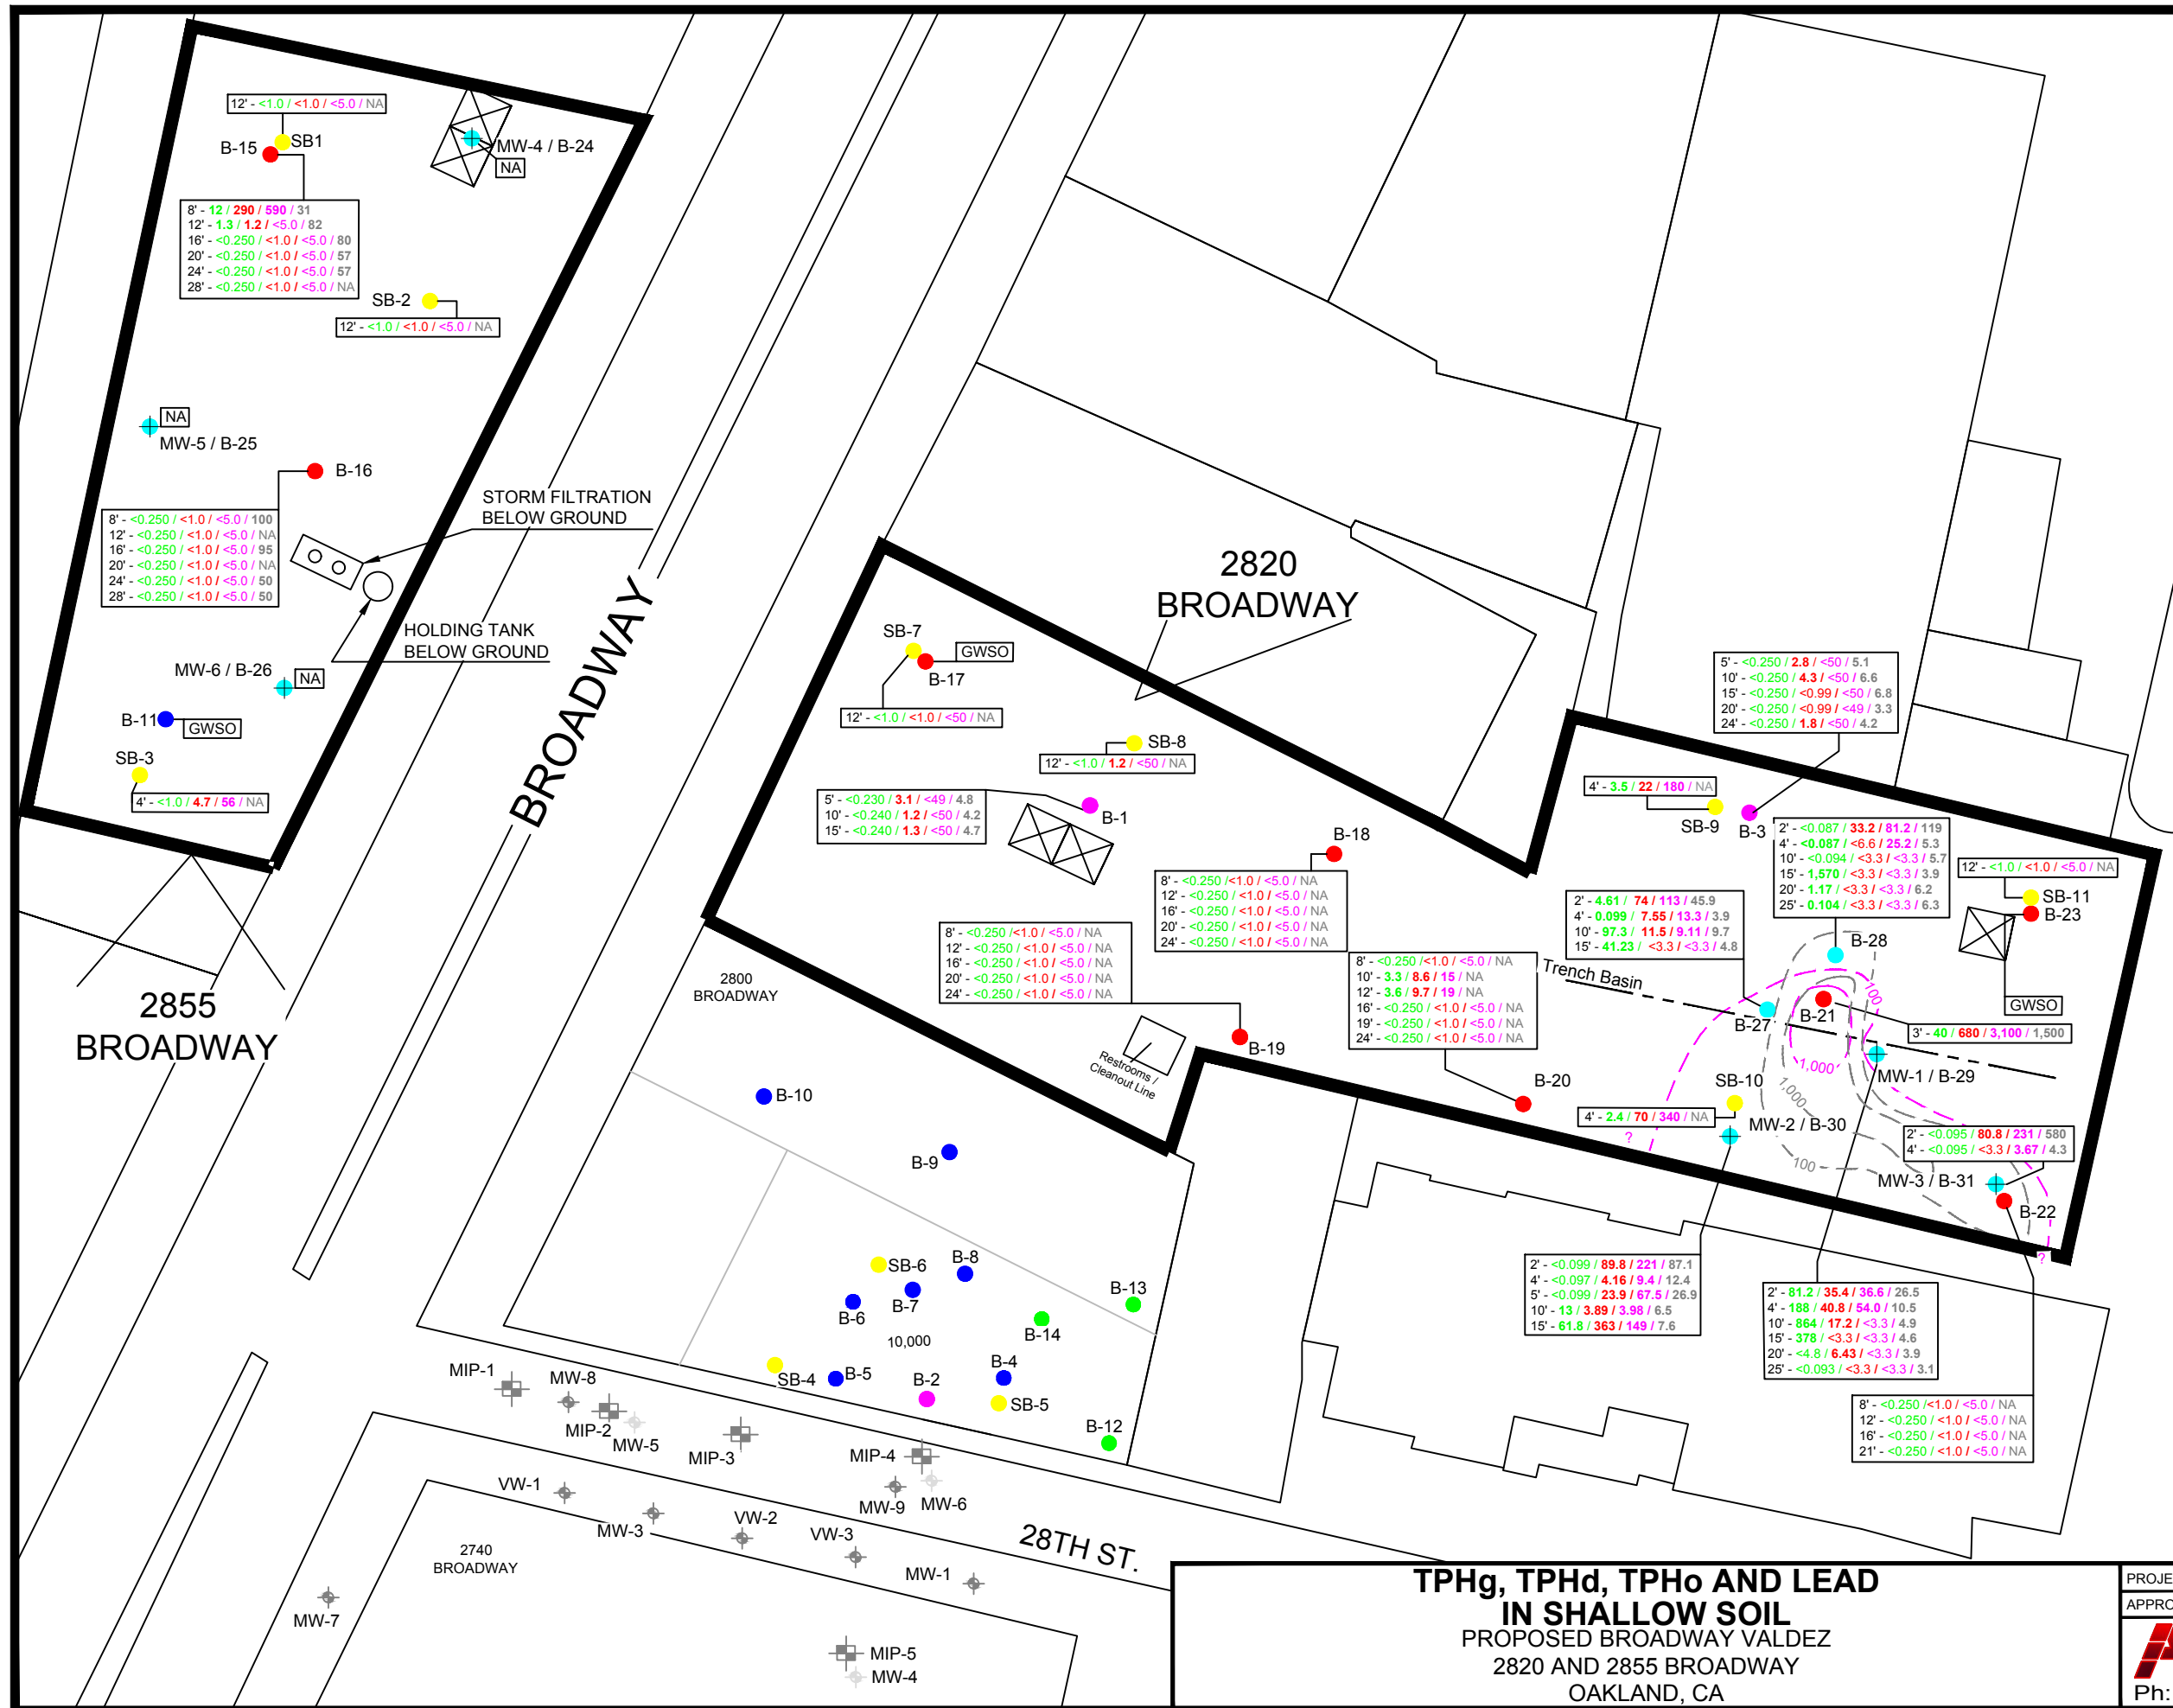 12' - <1.0 / <1.0 / <5.0 / NA
SB1
B-15
MW-4 / B-24
NA
8' - 12 / 290 / 590 / 31
12' - 1.3 / 1.2 / <5.0 / 82
16' - <0.250 / <1.0 / <5.0 / 80
20' - <0.250 / <1.0 / <5.0 / 57
24' - <0.250 / <1.0 / <5.0 / 57
28' - <0.250 / <1.0 / <5.0 / NA
SB-2
12' - <1.0 / <1.0 / <5.0 / NA
NA
MW-5 / B-25
B-16
8' - <0.250 / <1.0 / <5.0 / 100
12' - <0.250 / <1.0 / <5.0 / NA
16' - <0.250 / <1.0 / <5.0 / 95
20' - <0.250 / <1.0 / <5.0 / NA
24' - <0.250 / <1.0 / <5.0 / 50
28' - <0.250 / <1.0 / <5.0 / 50
STORM FILTRATION
BELOW GROUND
HOLDING TANK
BELOW GROUND
MW-6 / B-26
NA
B-11
GWSO
SB-3
4' - <1.0 / 4.7 / 56 / NA
2855
BROADWAY
BROADWAY
2820
BROADWAY
SB-7
GWSO
B-17
12' - <1.0 / <1.0 / <50 / NA
SB-8
12' - <1.0 / 1.2 / <50 / NA
5' - <0.230 / 3.1 / <49 / 4.8
10' - <0.240 / 1.2 / <50 / 4.2
15' - <0.240 / 1.3 / <50 / 4.7
B-1
B-18
8' - <0.250 /<1.0 / <5.0 / NA
12' - <0.250 / <1.0 / <5.0 / NA
16' - <0.250 / <1.0 / <5.0 / NA
20' - <0.250 / <1.0 / <5.0 / NA
24' - <0.250 / <1.0 / <5.0 / NA
8' - <0.250 /<1.0 / <5.0 / NA
12' - <0.250 / <1.0 / <5.0 / NA
16' - <0.250 / <1.0 / <5.0 / NA
20' - <0.250 / <1.0 / <5.0 / NA
24' - <0.250 / <1.0 / <5.0 / NA
B-19
Restrooms /
Cleanout Line
2800
BROADWAY
8' - <0.250 /<1.0 / <5.0 / NA
10' - 3.3 / 8.6 / 15 / NA
12' - 3.6 / 9.7 / 19 / NA
16' - <0.250 / <1.0 / <5.0 / NA
19' - <0.250 / <1.0 / <5.0 / NA
24' - <0.250 / <1.0 / <5.0 / NA
B-20
5' - <0.250 / 2.8 / <50 / 5.1
10' - <0.250 / 4.3 / <50 / 6.6
15' - <0.250 / <0.99 / <50 / 6.8
20' - <0.250 / <0.99 / <49 / 3.3
24' - <0.250 / 1.8 / <50 / 4.2
4' - 3.5 / 22 / 180 / NA
SB-9
B-3
2' - <0.087 / 33.2 / 81.2 / 119
4' - <0.087 / <6.6 / 25.2 / 5.3
10' - <0.094 / <3.3 / <3.3 / 5.7
15' - 1,570 / <3.3 / <3.3 / 3.9
20' - 1.17 / <3.3 / <3.3 / 6.2
25' - 0.104 / <3.3 / <3.3 / 6.3
12' - <1.0 / <1.0 / <5.0 / NA
SB-11
B-23
GWSO
2' - 4.61 / 74 / 113 / 45.9
4' - 0.099 / 7.55 / 13.3 / 3.9
10' - 97.3 / 11.5 / 9.11 / 9.7
15' - 41.23 / <3.3 / <3.3 / 4.8
Trench Basin
B-28
100
B-27
B-21
3' - 40 / 680 / 3,100 / 1,500
1,000
1,000
MW-1 / B-29
SB-10
4' - 2.4 / 70 / 340 / NA
MW-2 / B-30
?
100
2' - <0.095 / 80.8 / 231 / 580
4' - <0.095 / <3.3 / 3.67 / 4.3
MW-3 / B-31
B-22
?
2' - <0.099 / 89.8 / 221 / 87.1
4' - <0.097 / 4.16 / 9.4 / 12.4
5' - <0.099 / 23.9 / 67.5 / 26.9
10' - 13 / 3.89 / 3.98 / 6.5
15' - 61.8 / 363 / 149 / 7.6
2' - 81.2 / 35.4 / 36.6 / 26.5
4' - 188 / 40.8 / 54.0 / 10.5
10' - 864 / 17.2 / <3.3 / 4.9
15' - 378 / <3.3 / <3.3 / 4.6
20' - <4.8 / 6.43 / <3.3 / 3.9
25' - <0.093 / <3.3 / <3.3 / 3.1
8' - <0.250 /<1.0 / <5.0 / NA
12' - <0.250 / <1.0 / <5.0 / NA
16' - <0.250 / <1.0 / <5.0 / NA
21' - <0.250 / <1.0 / <5.0 / NA
B-10
B-9
SB-6
B-8
B-7
B-6
B-13
B-14
10,000
SB-4
B-5
B-2
B-4
SB-5
B-12
MIP-1
MW-8
MIP-2
MW-5
MIP-3
MIP-4
MW-9
MW-6
VW-1
MW-3
VW-2
VW-3
MW-1
28TH ST.
2740
BROADWAY
MW-7
MIP-5
MW-4
TPHg, TPHd, TPHo AND LEAD
IN SHALLOW SOIL
PROPOSED BROADWAY VALDEZ
2820 AND 2855 BROADWAY
OAKLAND, CA
PROJE
APPRO
Ph: